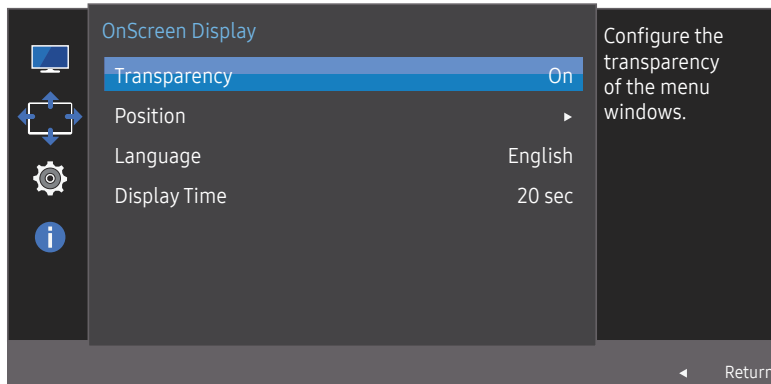 OnScreen Display
Transparency On
Position ▸
Language English
Display Time 20 sec
Configure the
transparency
of the menu
windows.
◂ Return